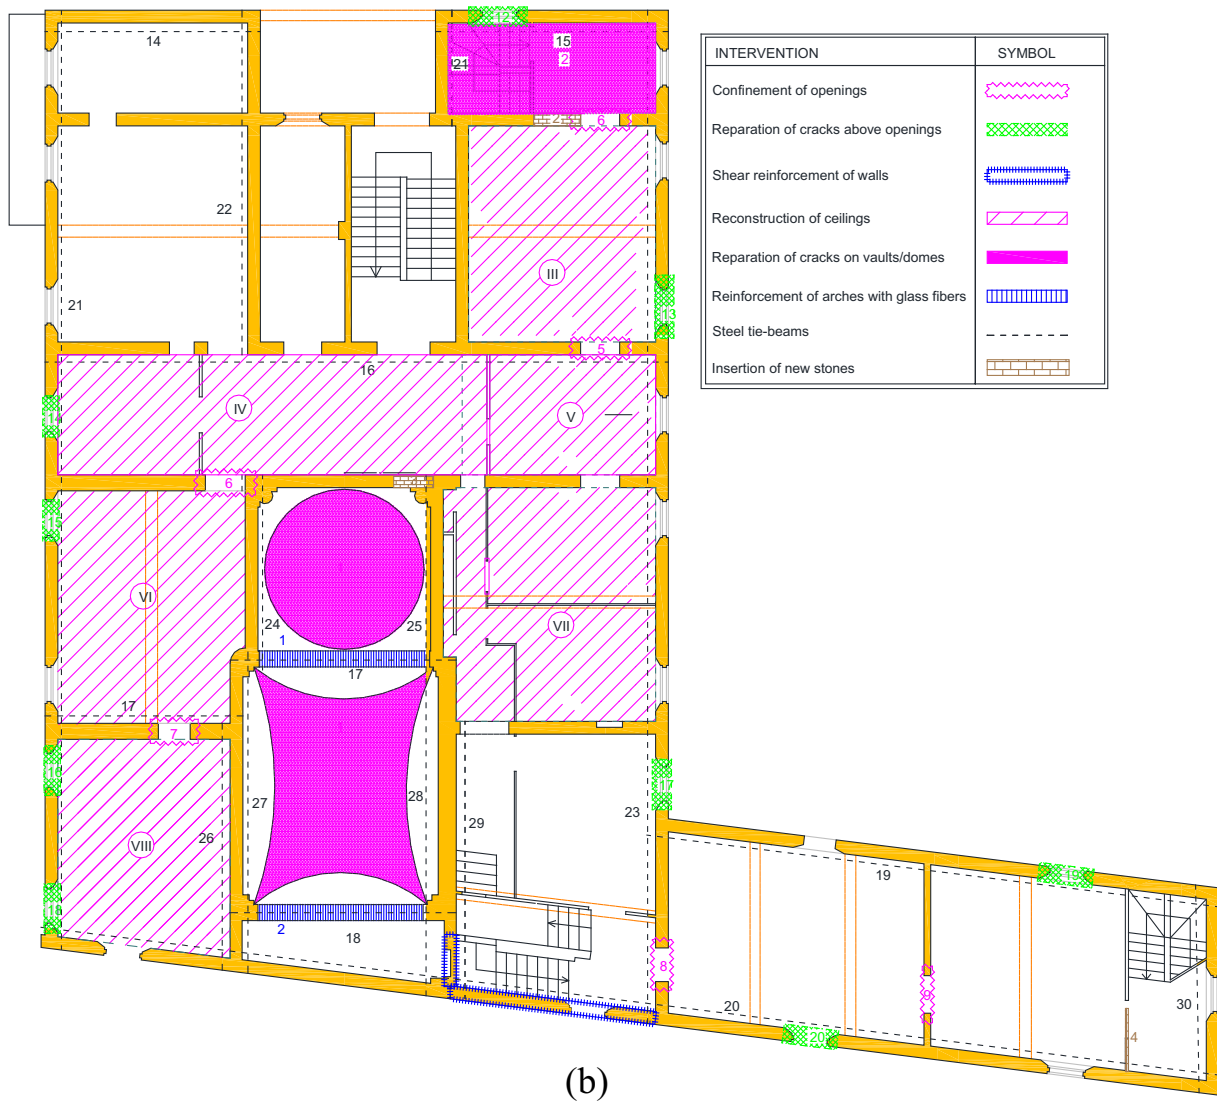 12
14
15
2
21
INTERVENTION SYMBOL
Confinement of openings
Reparation of cracks above openings
Shear reinforcement of walls
Reconstruction of ceilings
Reparation of cracks on vaults/domes
Reinforcement of arches with glass fibers
Steel tie-beams
Insertion of new stones
2
6
22
III
21
13
5
16
IV
V
14
6
15
VI
24
25
1
VII
17
17
7
16
17
27
28
23
29
26
VIII
19
19
18
2
18
8
9
20
30
20
4
(b)